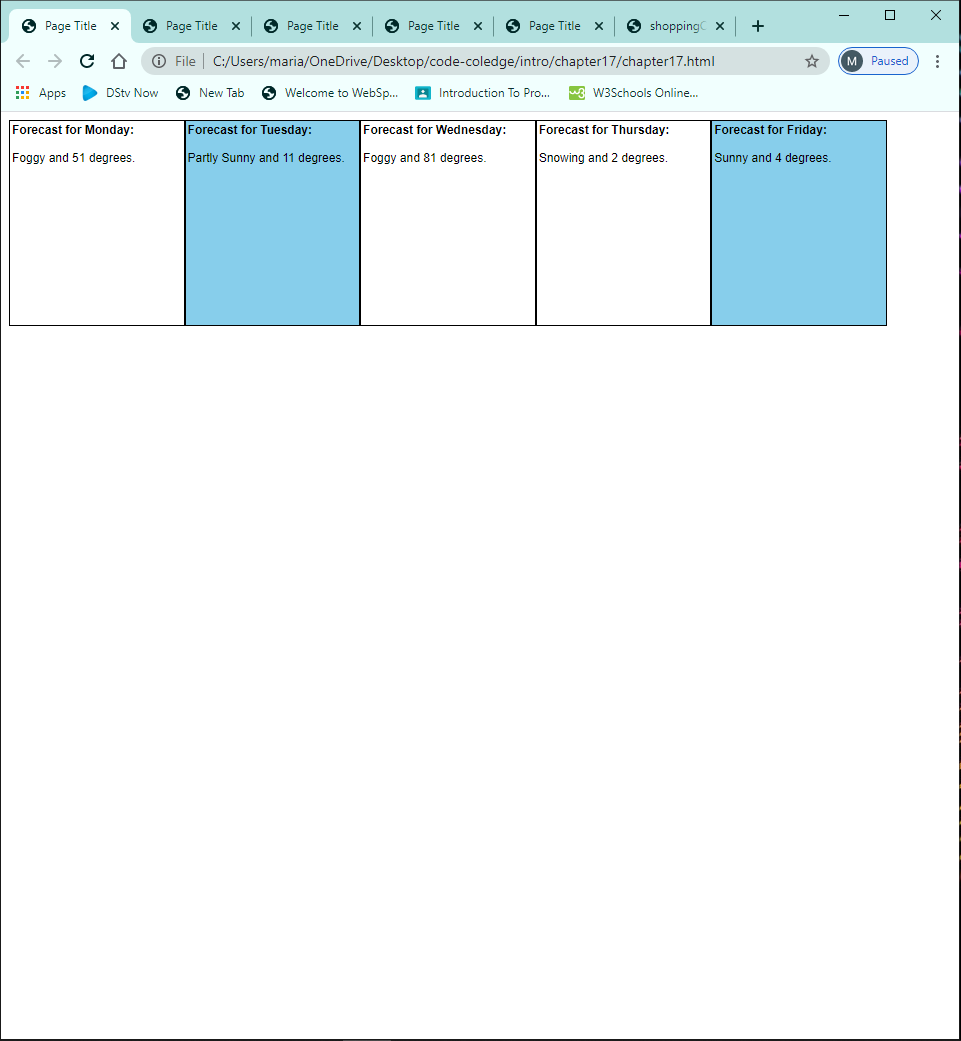 Page Title
Page Title
Page Title
Page Title
Page Title
shopping
File
C:/Users/maria/OneDrive/Desktop/code-coledge/intro/chapter17/chapter17.html
M Paused
Apps
DStv Now
New Tab
Welcome to WebSp...
Introduction To Pro...
W3Schools Online...
Forecast for Monday:
Foggy and 51 degrees.
Forecast for Tuesday:
Partly Sunny and 11 degrees.
Forecast for Wednesday:
Foggy and 81 degrees.
Forecast for Thursday:
Snowing and 2 degrees.
Forecast for Friday:
Sunny and 4 degrees.